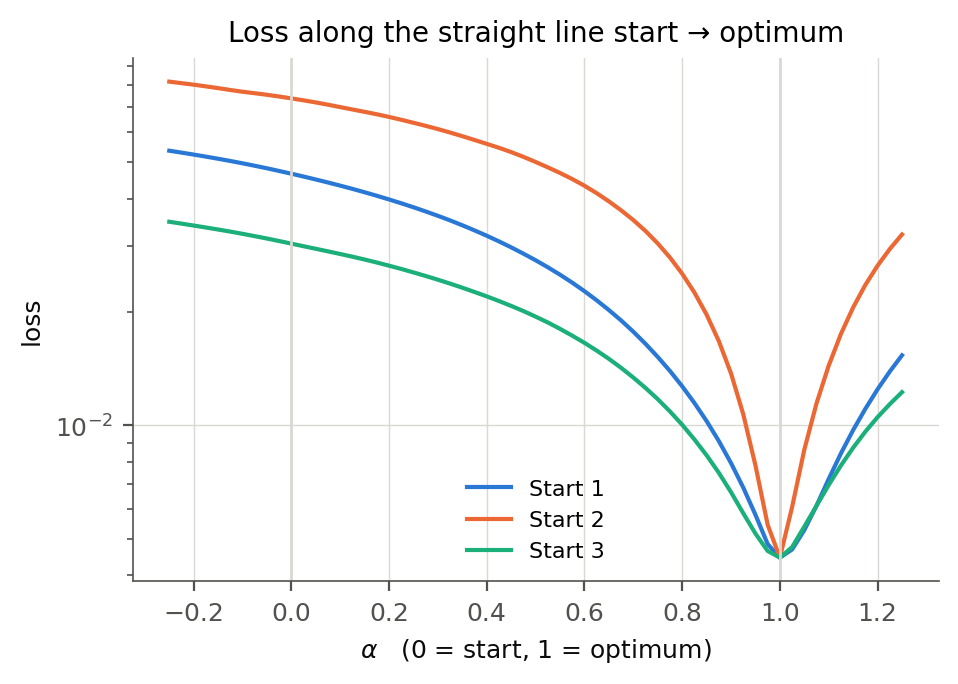 Loss along the straight line start → optimum
loss
10⁻²
Start 1
Start 2
Start 3
−0.2 0.0 0.2 0.4 0.6 0.8 1.0 1.2
α (0 = start, 1 = optimum)